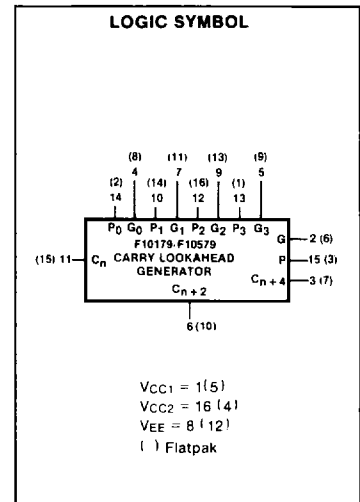 LOGIC SYMBOL
(8) (11) (13) (9)
4 7 9 5
(2) (14) (16) (1)
14 10 12 13
P0 G0 P1 G1 P2 G2 P3 G3
F10179·F10579
CARRY LOOKAHEAD
GENERATOR
(15) 11 Cn
G 2 (6)
P 15 (3)
Cn + 4 3 (7)
Cn + 2
6 (10)
VCC1 = 1(5)
VCC2 = 16 (4)
VEE = 8 (12)
( ) Flatpak